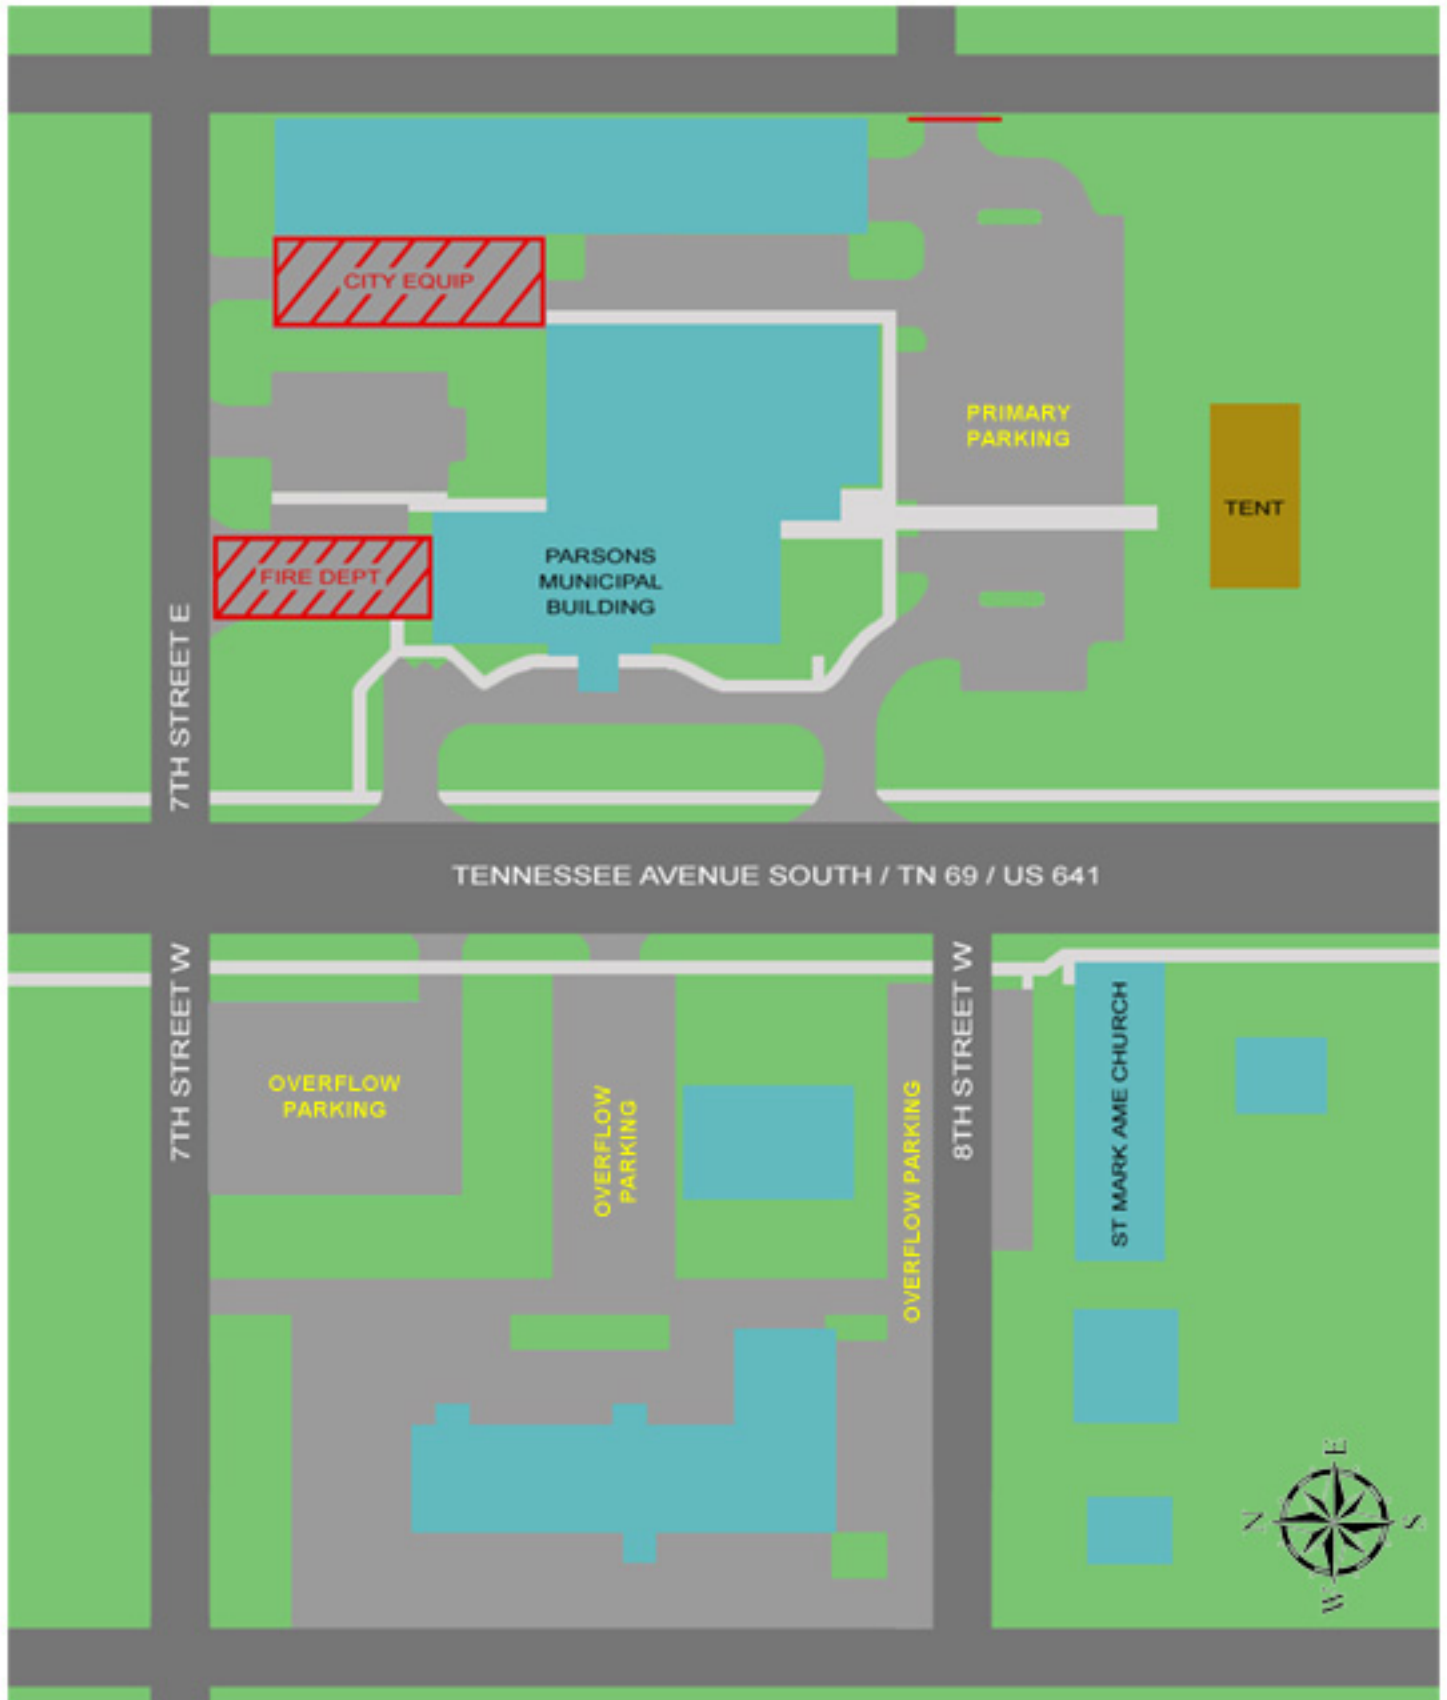 CITY EQUIP
PRIMARY
PARKING
TENT
PARSONS
MUNICIPAL
BUILDING
FIRE DEPT
7TH STREET E
TENNESSEE AVENUE SOUTH / TN 69 / US 641
7TH STREET W
OVERFLOW
PARKING
OVERFLOW
PARKING
OVERFLOW PARKING
8TH STREET W
ST MARK AME CHURCH
E
N
S
W